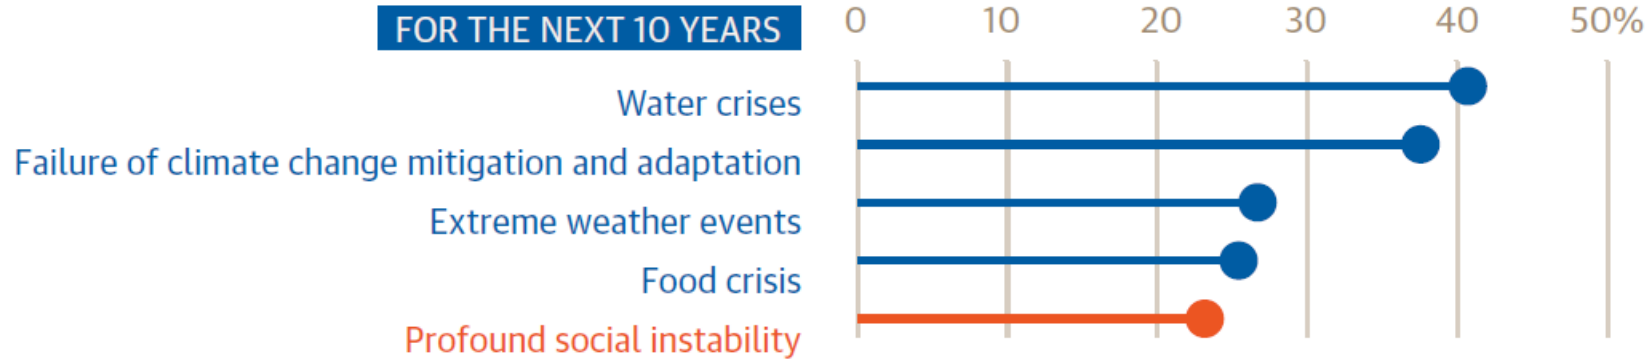 FOR THE NEXT 10 YEARS
0 10 20 30 40 50%
Water crises
Failure of climate change mitigation and adaptation
Extreme weather events
Food crisis
Profound social instability